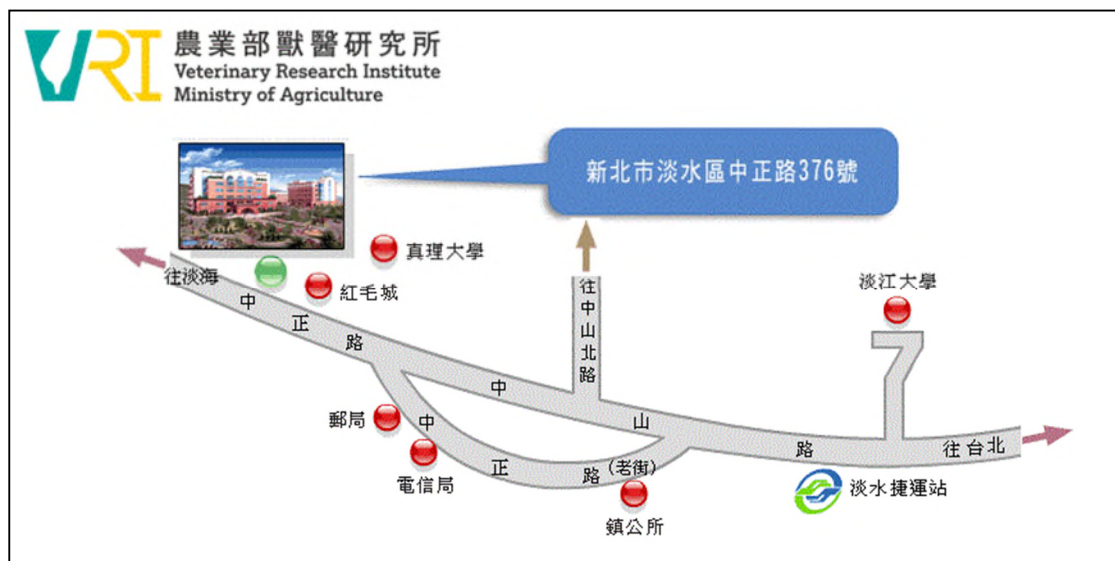 VRI
農業部獸醫研究所
Veterinary Research Institute
Ministry of Agriculture
新北市淡水區中正路376號
真理大學
往淡海
紅毛城
中正路
往中山北路
淡江大學
中山路
往台北
郵局
電信局
中正路(老街)
鎮公所
淡水捷運站